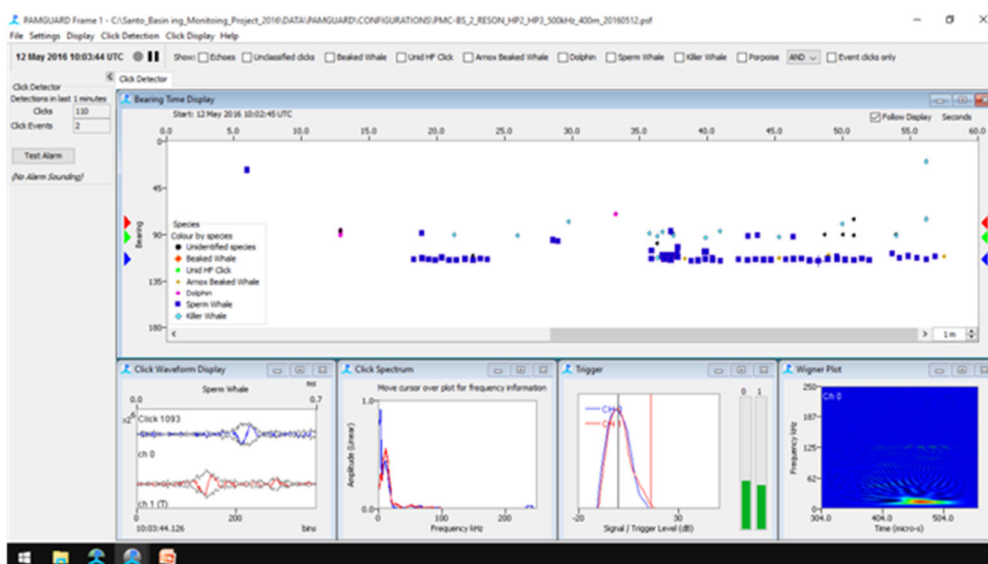 PAMGUARD Frame 1 - C:\Santo_Basin ing_Monitoing_Project_2016\DATA\PAMGUARD\CONFIGURATIONS\PMC-BS_2_RESON_HP2_HP3_500kHz_400m_20160512.psf
File Settings Display Click Detection Click Display Help
12 May 2016 10:03:44 UTC Show: Echoes Unclassified clicks Beaked Whale Unid HF Click Arnox Beaked Whale Dolphin Sperm Whale Killer Whale Porpoise AND Event clicks only
Click Detector
Click Detector
Detections in last 1 minutes
Clicks 110
Click Events 2
Test Alarm
(No Alarm Sounding)
Bearing Time Display
Start: 12 May 2016 10:02:45 UTC
Follow Display Seconds
0.0 5.0 10.0 15.0 20.0 25.0 30.0 35.0 40.0 45.0 50.0 55.0 60.0
0
45
90
135
180
Bearing
Species
Colour by species
Unidentified species
Beaked Whale
Unid HF Click
Arnox Beaked Whale
Dolphin
Sperm Whale
Killer Whale
1 m
Click Waveform Display
Sperm Whale
ms
0.0 0.7
Click 1093
ch 0
ch 1 (T)
0 200
10:03:44.126 bins
Click Spectrum
Move cursor over plot for frequency information
1.0
Amplitude (Linear)
0.0
0 100 200
Frequency kHz
Trigger
0 1
CH 0
-20 30
Signal / Trigger Level (dB)
Wigner Plot
Ch 0
250
187
125
62
0
Frequency kHz
304.0 404.0 504.0
Time (micro-s)